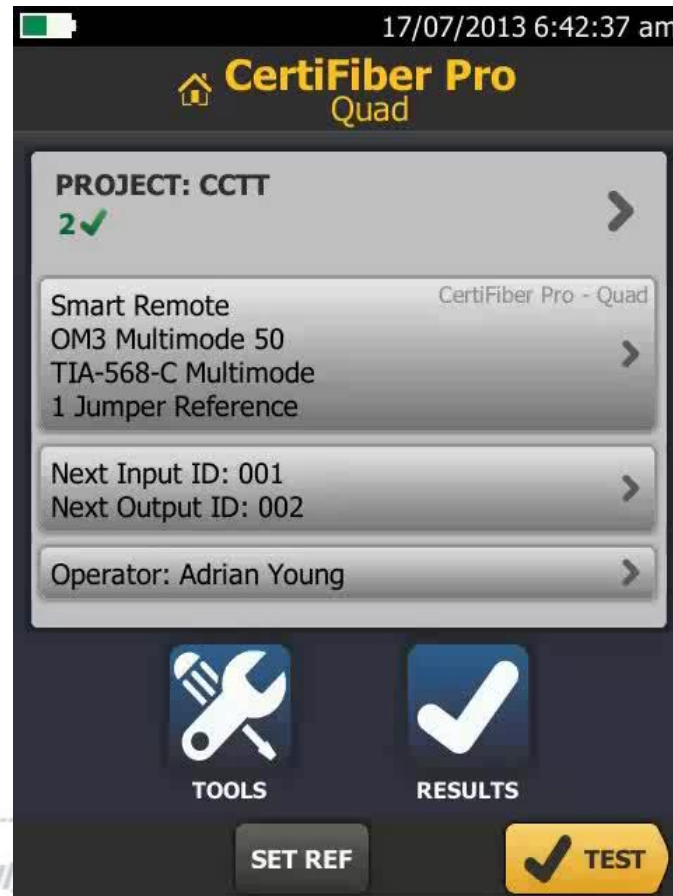 17/07/2013 6:42:37 am
CertiFiber Pro
Quad
PROJECT: CCTT
2
CertiFiber Pro - Quad
Smart Remote
OM3 Multimode 50
TIA-568-C Multimode
1 Jumper Reference
Next Input ID: 001
Next Output ID: 002
Operator: Adrian Young
TOOLS
RESULTS
SET REF
TEST